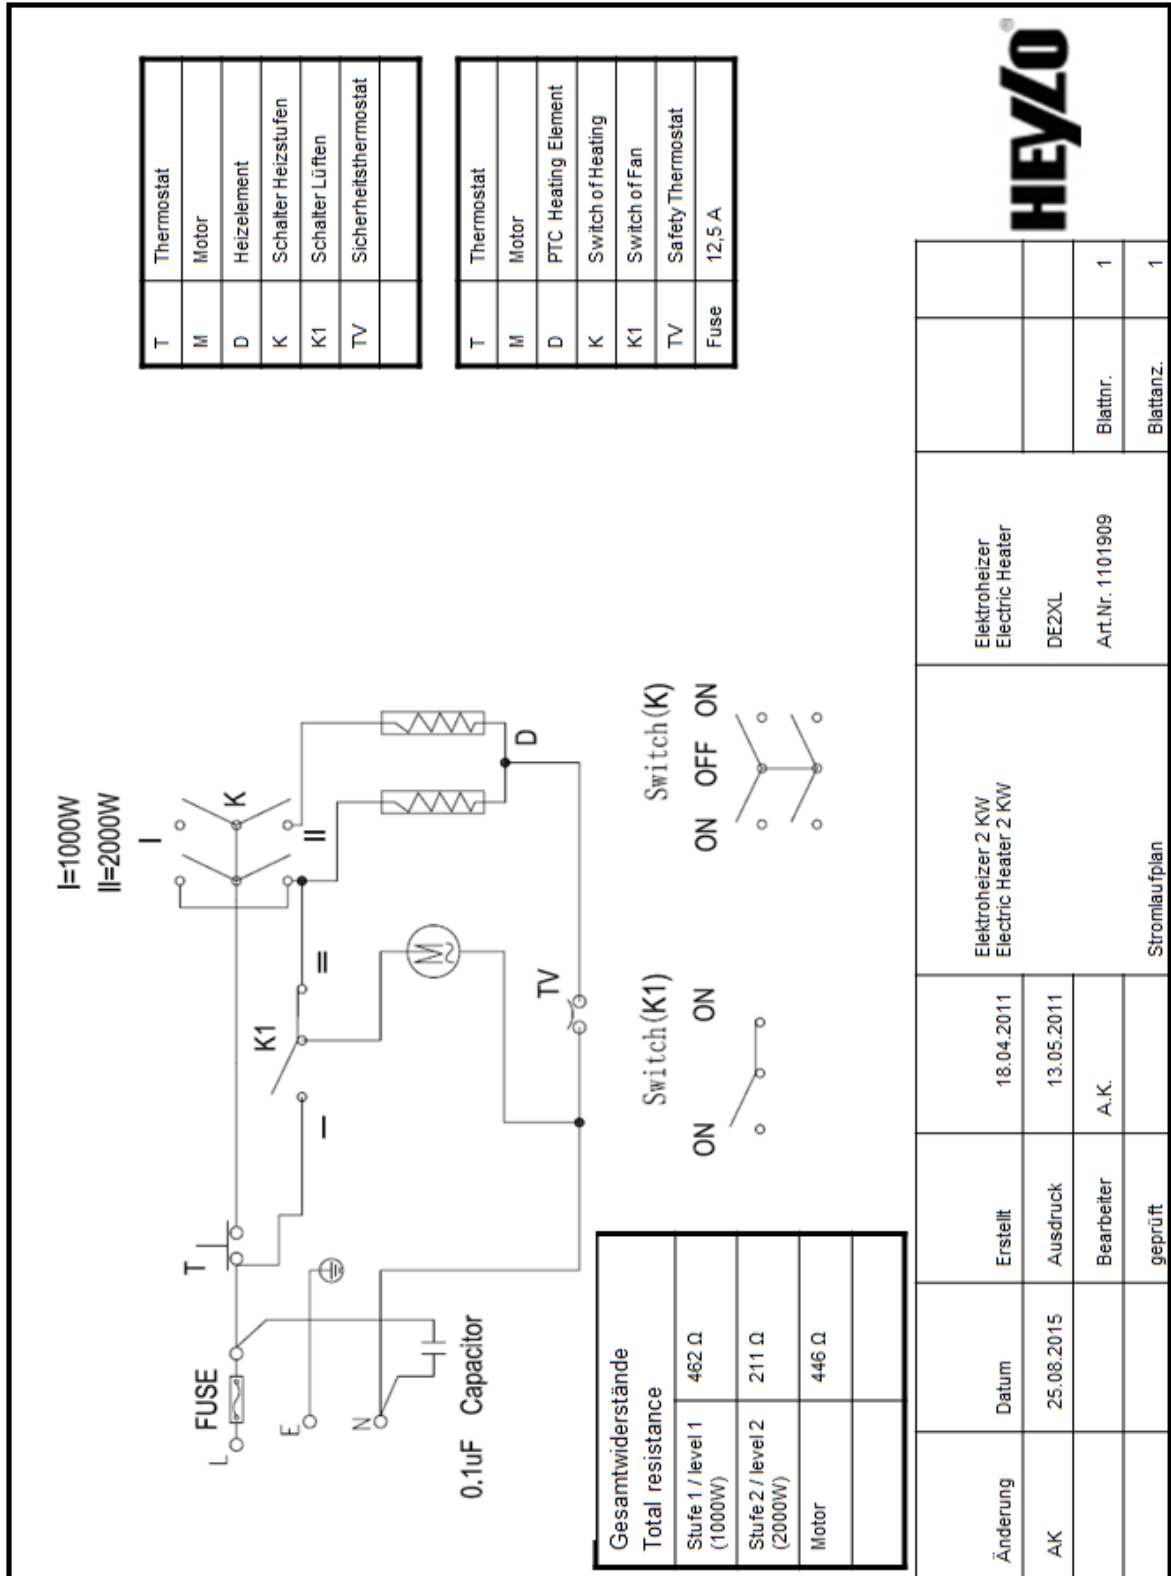 I=1000W
II=2000W
I
K
II
D
K1
I
II
M
TV
T
FUSE
L
E
N
0.1uF Capacitor
Switch(K1)
ON ON
Switch(K)
ON OFF ON
T Thermostat
M Motor
D Heizelement
K Schalter Heizstufen
K1 Schalter Lüften
TV Sicherheitsthermostat
T Thermostat
M Motor
D PTC Heating Element
K Switch of Heating
K1 Switch of Fan
TV Safety Thermostat
Fuse 12,5 A
Gesamtwiderstände
Total resistance
Stufe 1 / level 1
(1000W)
462 Ω
Stufe 2 / level 2
(2000W)
211 Ω
Motor 446 Ω
Änderung Datum Erstellt 18.04.2011
AK 25.08.2015 Ausdruck 13.05.2011
Bearbeiter A.K.
geprüft
Elektroheizer 2 KW
Electric Heater 2 KW
Stromlaufplan
Elektroheizer
Electric Heater
DE2XL
Art.Nr. 1101909
Blattnr. 1
Blattanz. 1
HEYLO®